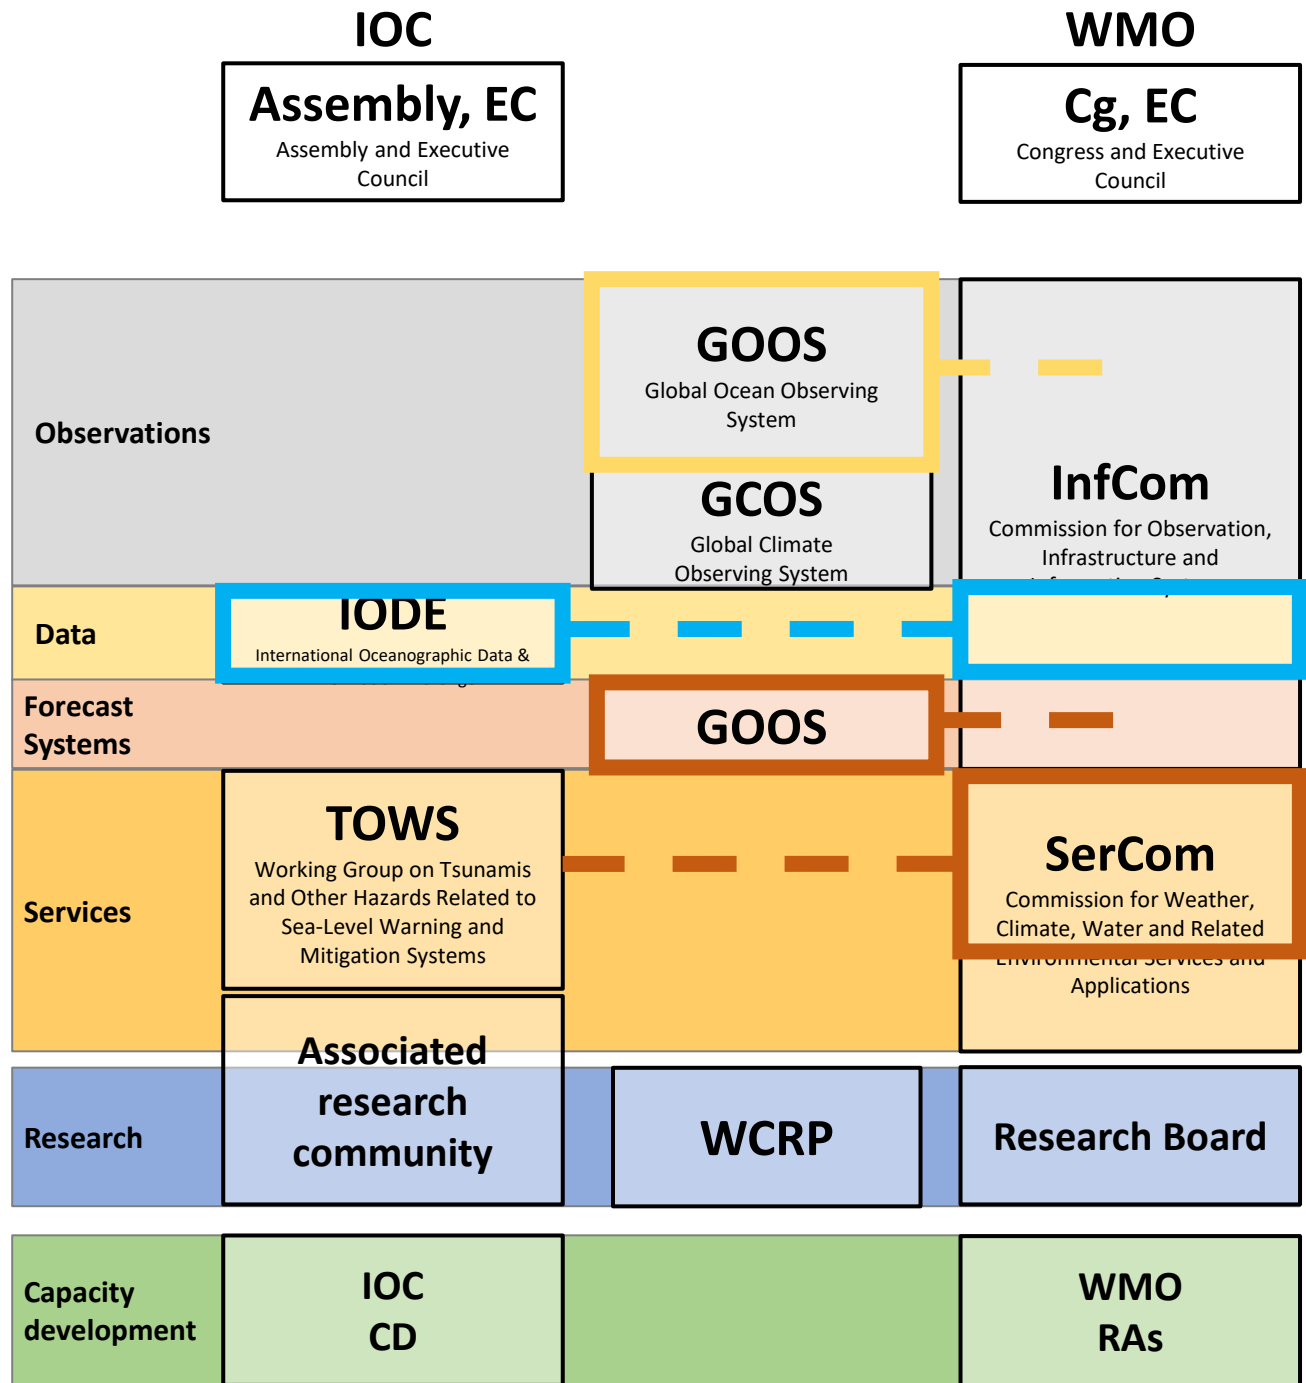 IOC
WMO
Assembly, EC
Assembly and Executive
Council
Cg, EC
Congress and Executive
Council
Observations
GOOS
Global Ocean Observing
System
GCOS
Global Climate
Observing System
InfCom
Commission for Observation,
Infrastructure and
Data
IODE
International Oceanographic Data &
Forecast
Systems
GOOS
Services
TOWS
Working Group on Tsunamis
and Other Hazards Related to
Sea-Level Warning and
Mitigation Systems
SerCom
Commission for Weather,
Climate, Water and Related
Environmental Services and
Applications
Research
Associated
research
community
WCRP
Research Board
Capacity
development
IOC
CD
WMO
RAs